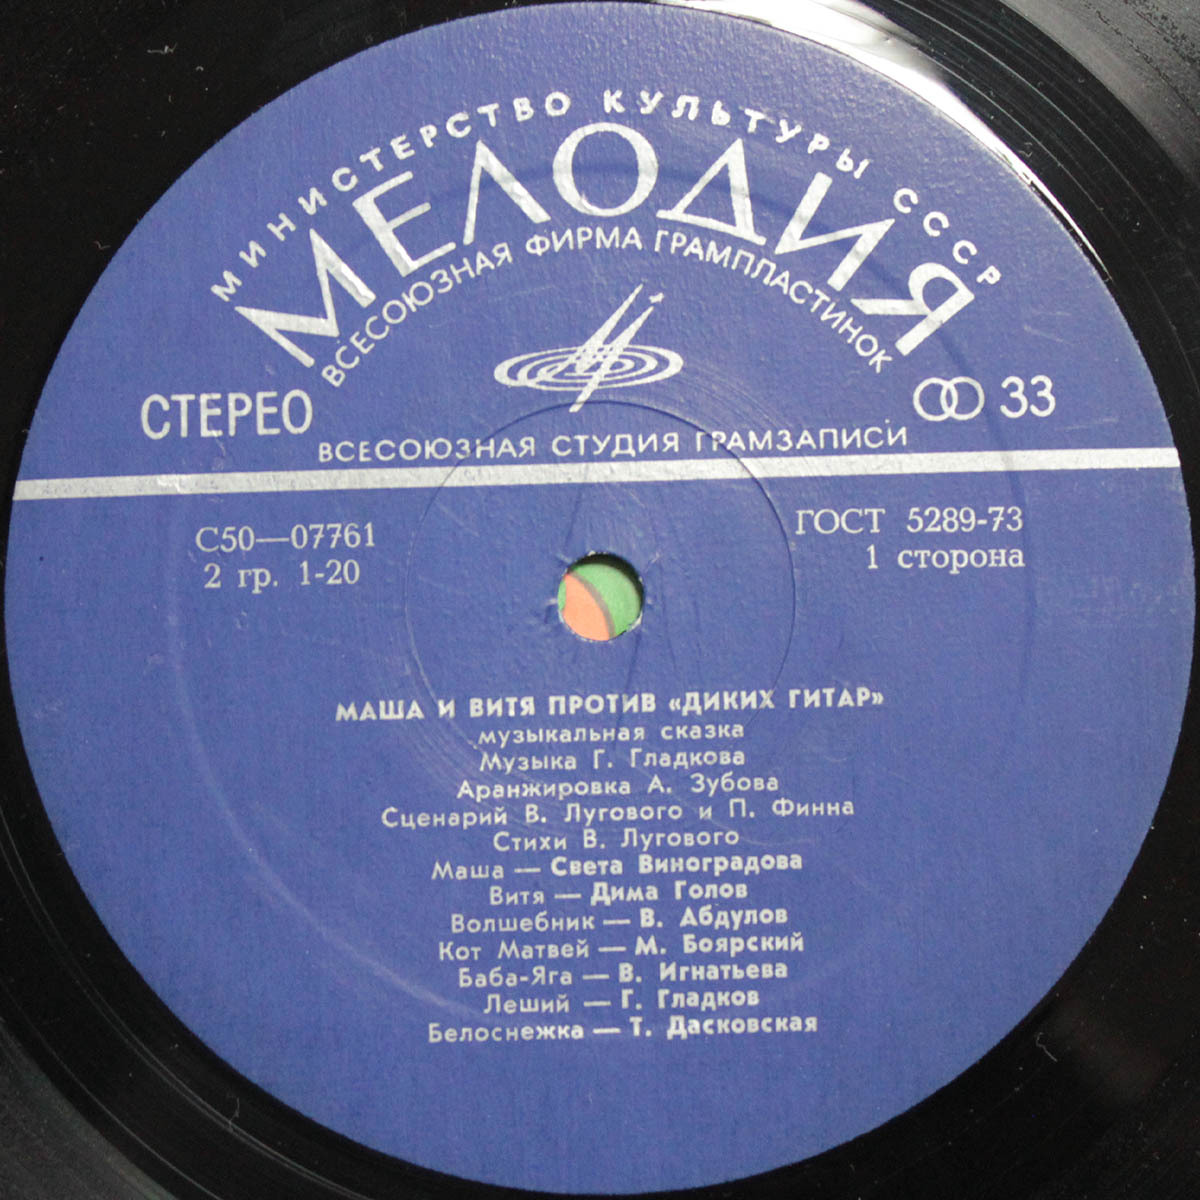 МИНИСТЕРСТВО КУЛЬТУРЫ СССР
МЕЛОДИЯ
ВСЕСОЮЗНАЯ ФИРМА ГРАМПЛАСТИНОК
СТЕРЕО
33
ВСЕСОЮЗНАЯ СТУДИЯ ГРАМЗАПИСИ
С50—07761
2 гр. 1-20
ГОСТ 5289-73
1 сторона
МАША И ВИТЯ ПРОТИВ «ДИКИХ ГИТАР»
музыкальная сказка
Музыка Г. Гладкова
Аранжировка А. Зубова
Сценарий В. Лугового и П. Финна
Стихи В. Лугового
Маша — Света Виноградова
Витя — Дима Голов
Волшебник — В. Абдулов
Кот Матвей — М. Боярский
Баба-Яга — В. Игнатьева
Леший — Г. Гладков
Белоснежка — Т. Дасковская